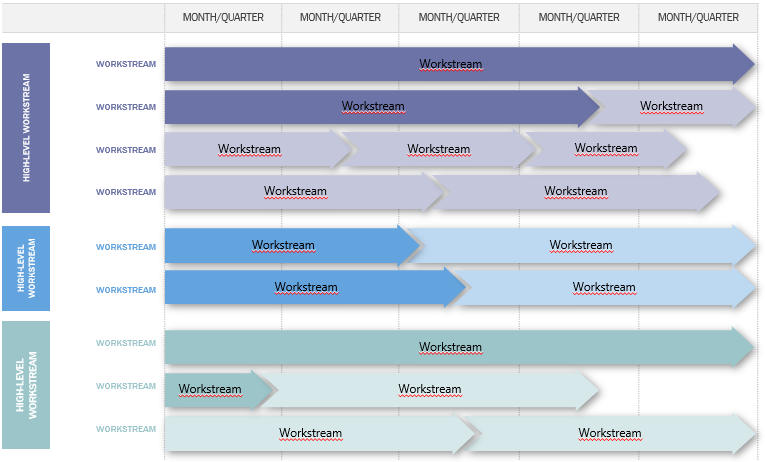 MONTH/QUARTER MONTH/QUARTER MONTH/QUARTER MONTH/QUARTER MONTH/QUARTER
HIGH-LEVEL WORKSTREAM
WORKSTREAM Workstream
WORKSTREAM Workstream Workstream
WORKSTREAM Workstream Workstream Workstream
WORKSTREAM Workstream Workstream
HIGH-LEVEL
WORKSTREAM
WORKSTREAM Workstream Workstream
WORKSTREAM Workstream Workstream
HIGH-LEVEL
WORKSTREAM
WORKSTREAM Workstream
WORKSTREAM Workstream Workstream
WORKSTREAM Workstream Workstream